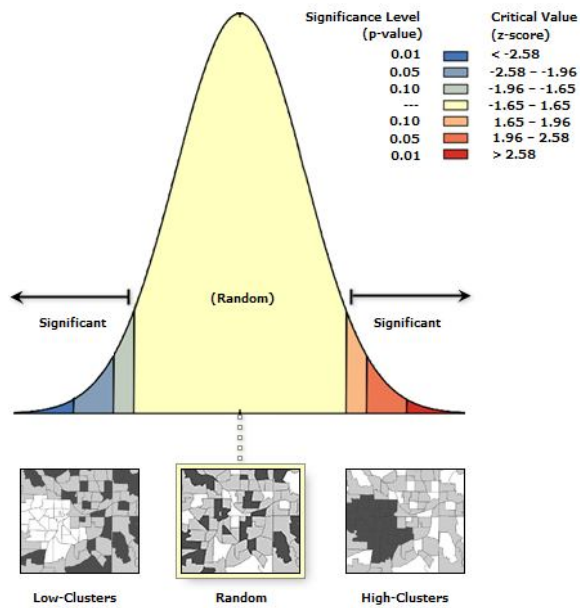 Significance Level Critical Value
(p-value) (z-score)
0.01 < -2.58
0.05 -2.58 – -1.96
0.10 -1.96 – -1.65
--- -1.65 – 1.65
0.10 1.65 – 1.96
0.05 1.96 – 2.58
0.01 > 2.58
(Random)
Significant Significant
Low-Clusters Random High-Clusters